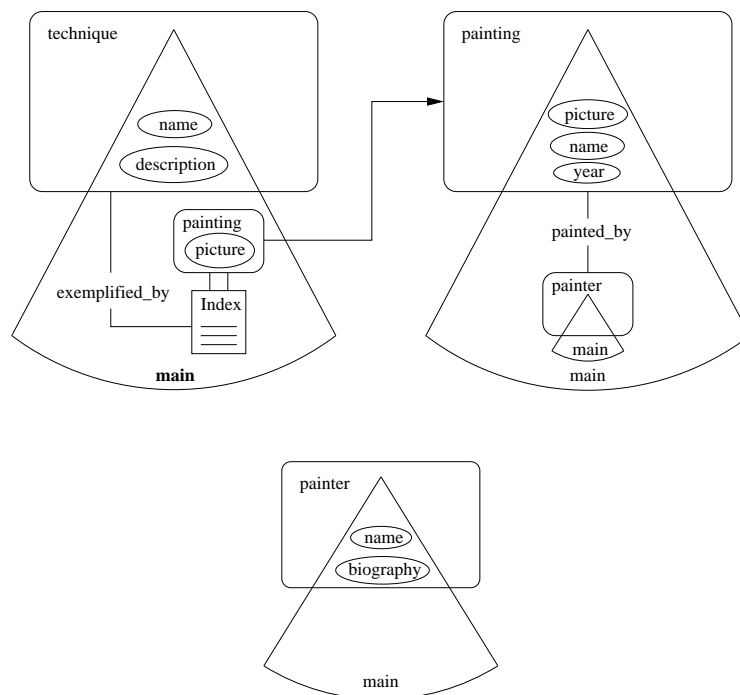 technique
name
description
painting
picture
exemplified_by
Index
main
painting
picture
name
year
painted_by
painter
main
main
painter
name
biography
main